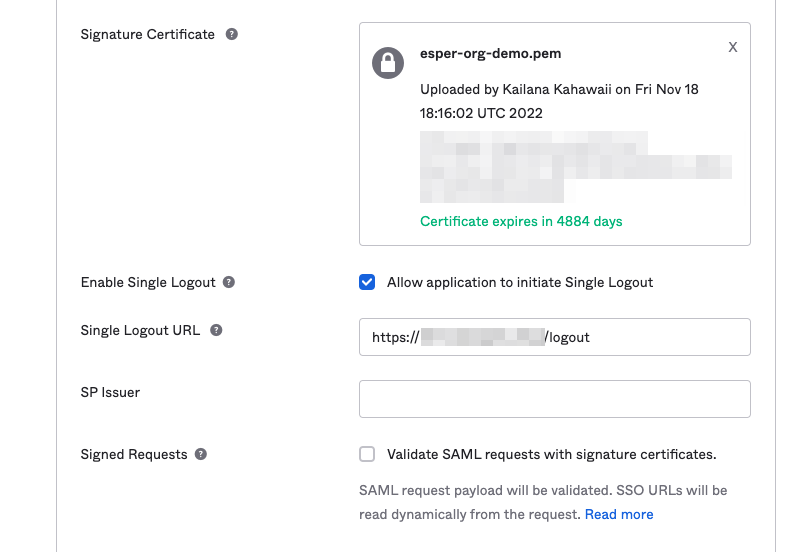 Signature Certificate ?
esper-org-demo.pem
X
Uploaded by Kailana Kahawaii on Fri Nov 18
18:16:02 UTC 2022
Certificate expires in 4884 days
Enable Single Logout ?
Allow application to initiate Single Logout
Single Logout URL ?
https:// /logout
SP Issuer
Signed Requests ?
Validate SAML requests with signature certificates.
SAML request payload will be validated. SSO URLs will be
read dynamically from the request. Read more